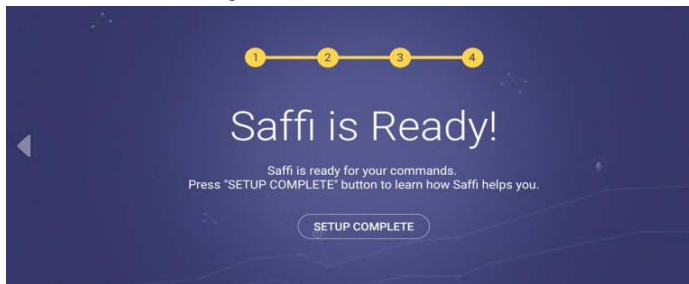 1 2 3 4
Saffi is Ready!
Saffi is ready for your commands.
Press "SETUP COMPLETE" button to learn how Saffi helps you.
SETUP COMPLETE